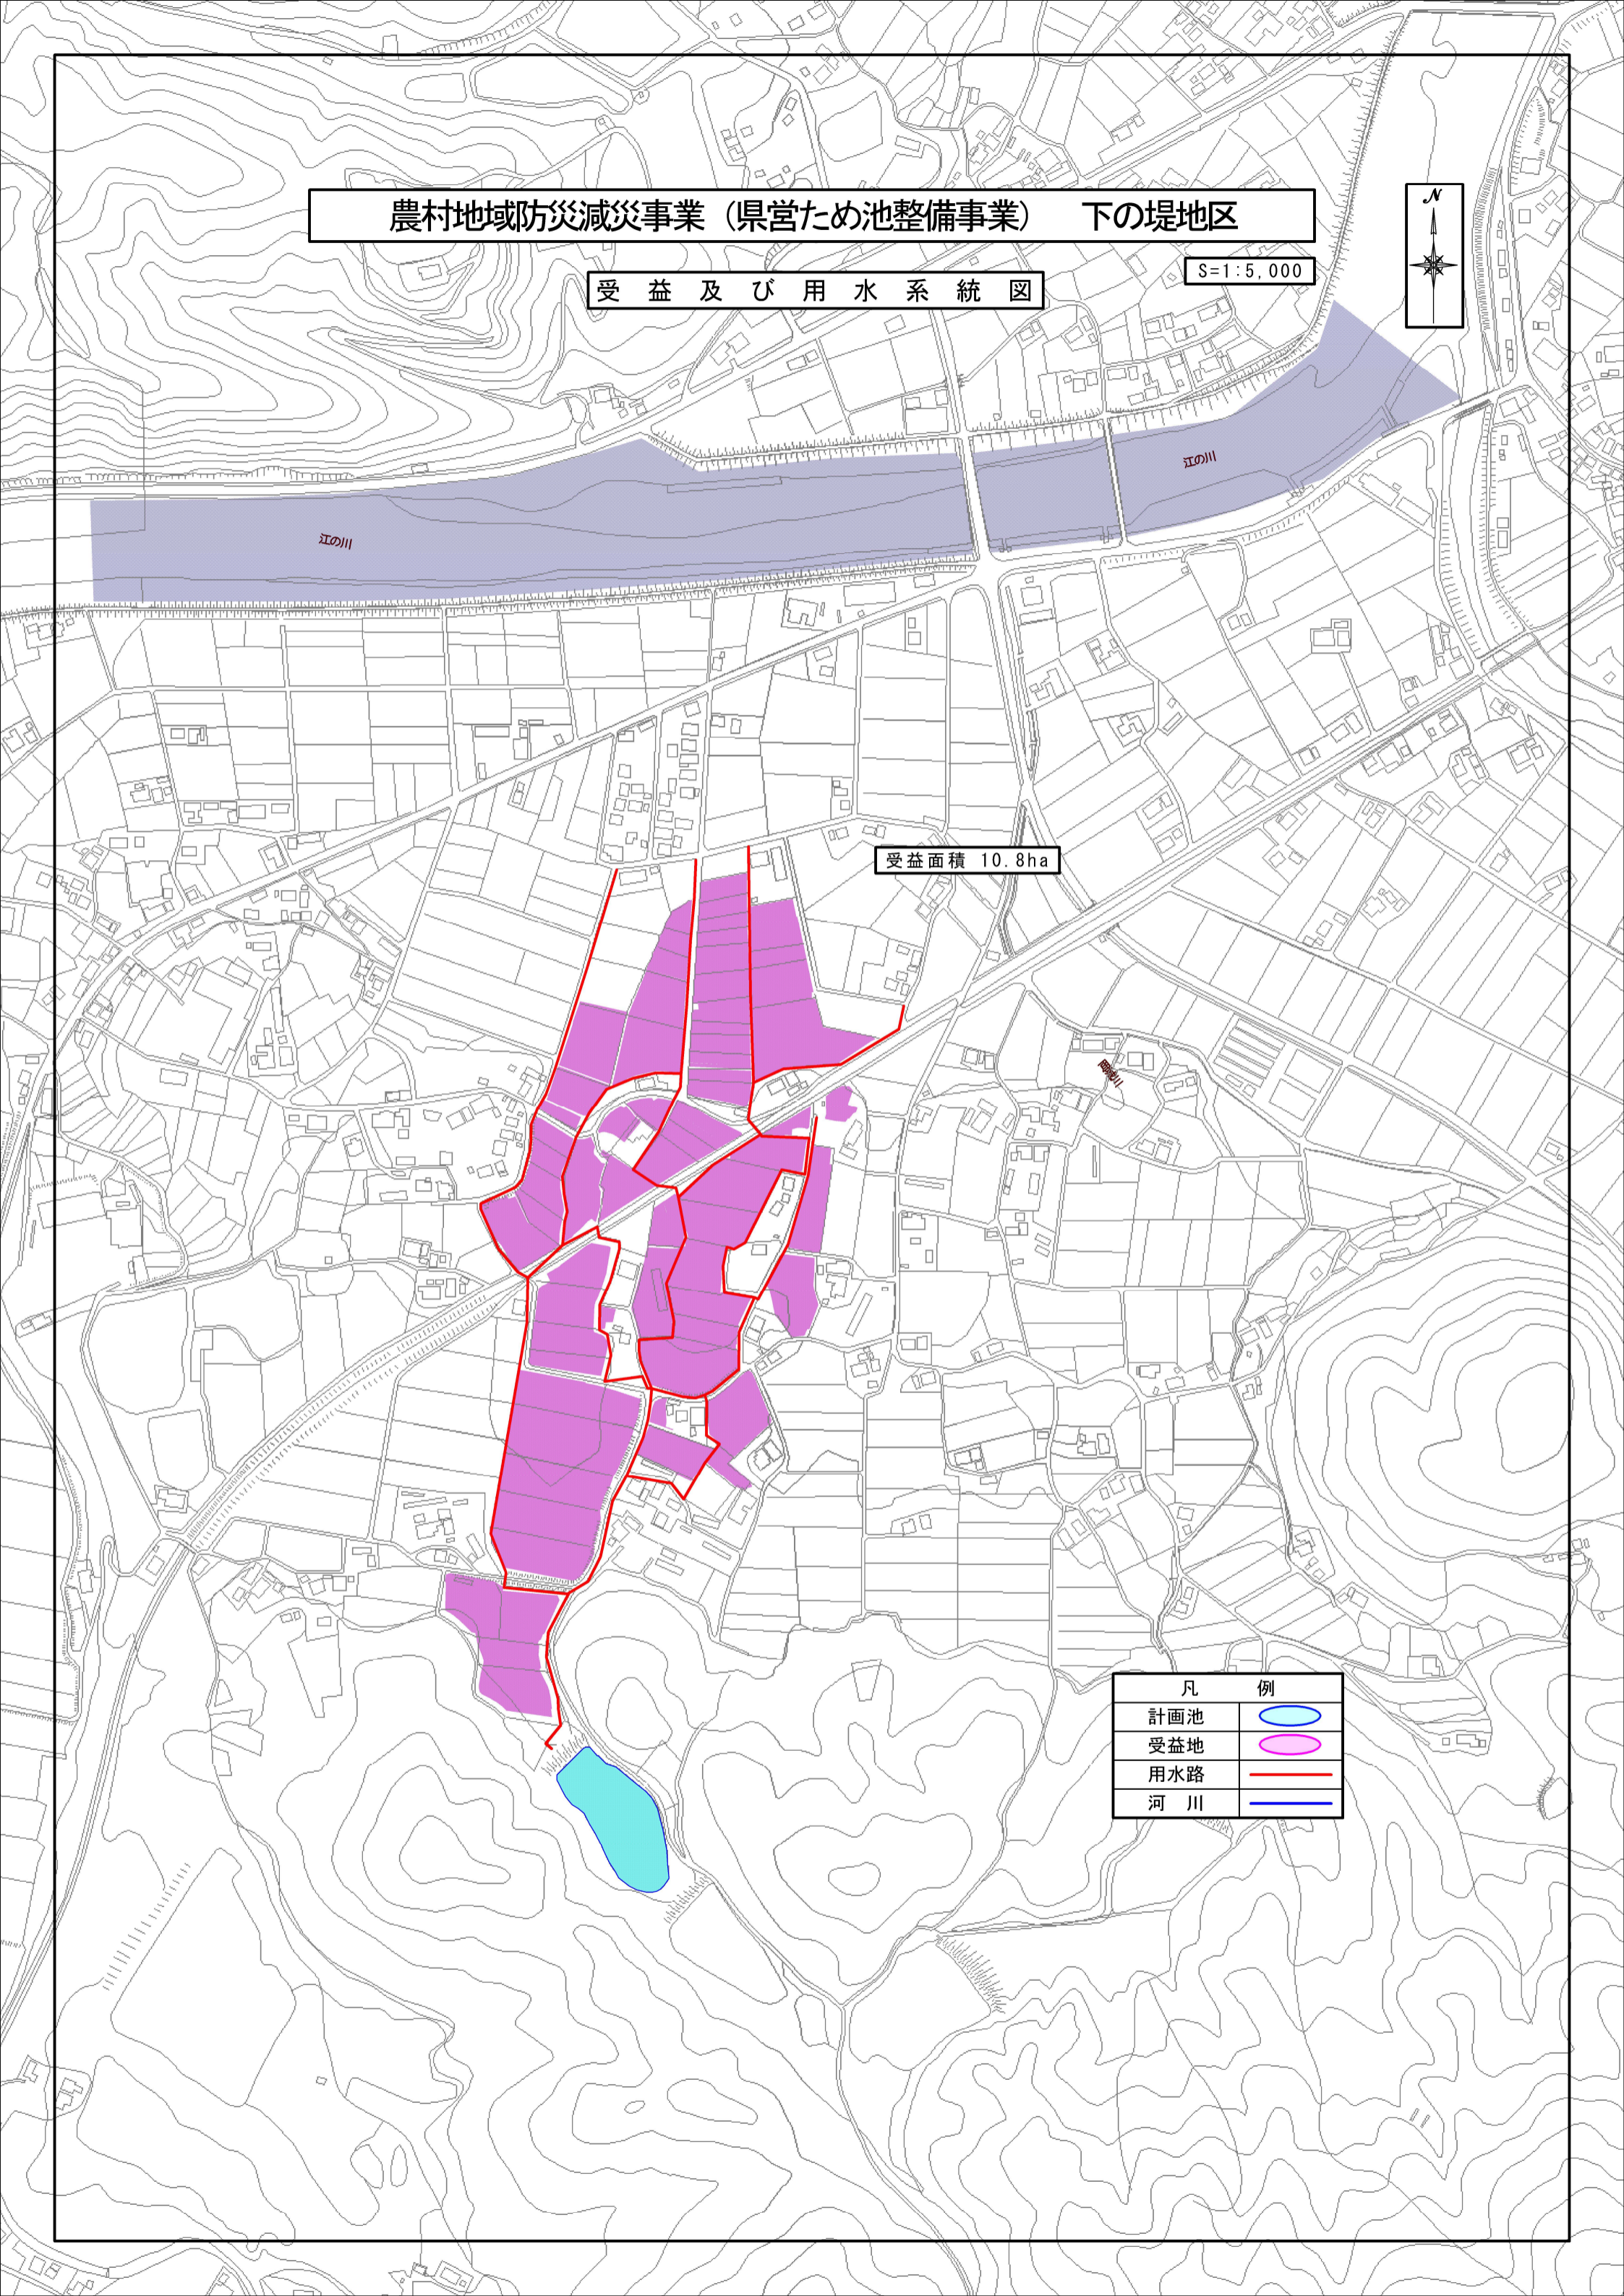 農村地域防災減災事業（県営ため池整備事業）　下の堤地区
N
S=1:5,000
受益及び用水系統図
江の川
江の川
受益面積 10.8ha
凡　例
計画池
受益地
用水路
河　川